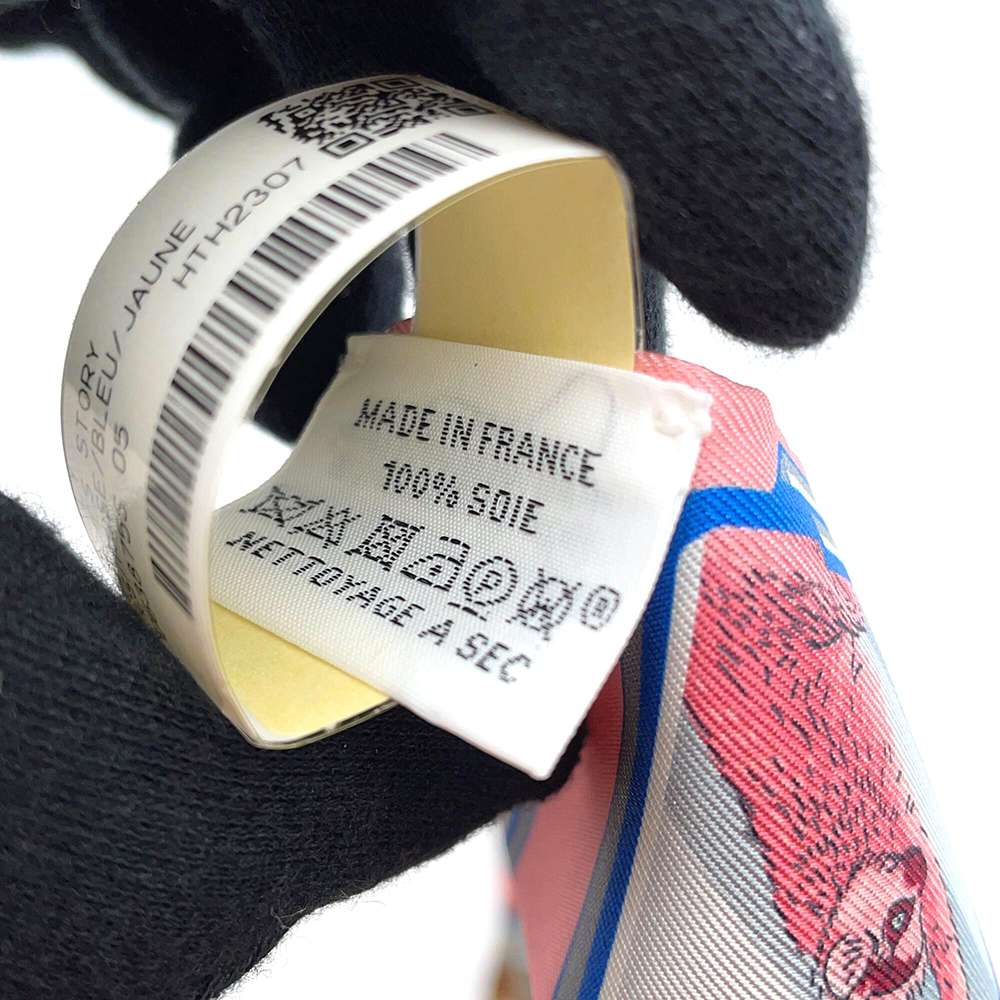 STORY
/BLEU/JAUNE
05
HTH2307
MADE IN FRANCE
100% SOIE
P
NETTOYAGE A SEC